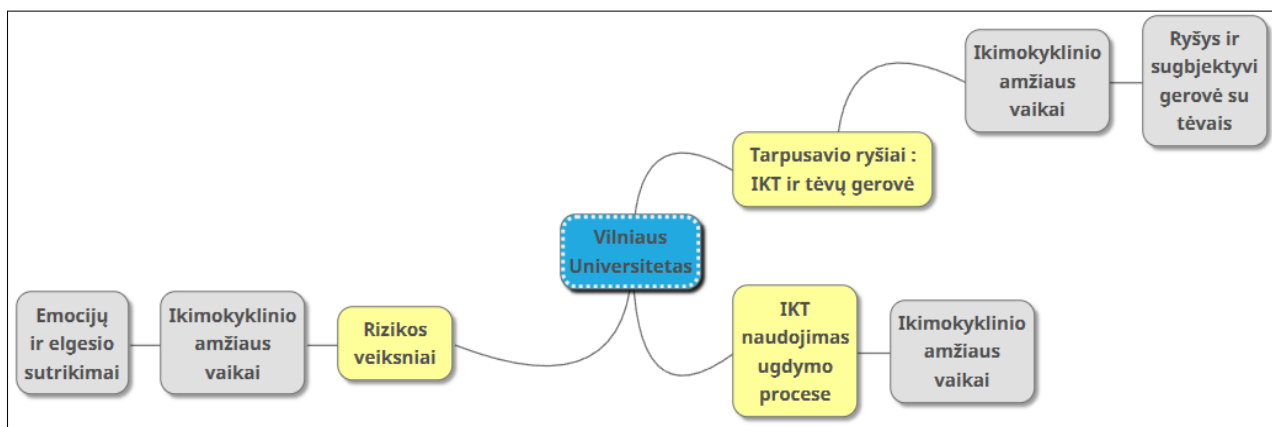 Ikimokyklinio
amžiaus
vaikai
Ryšys ir
sugbjektyvi
gerovė su
tėvais
Tarpusavio ryšiai :
IKT ir tėvų gerovė
Vilniaus
Universitetas
Emocijų
ir elgesio
sutrikimai
Ikimokyklinio
amžiaus
vaikai
Rizikos
veiksniai
IKT
naudojimas
ugdymo
procese
Ikimokyklinio
amžiaus
vaikai